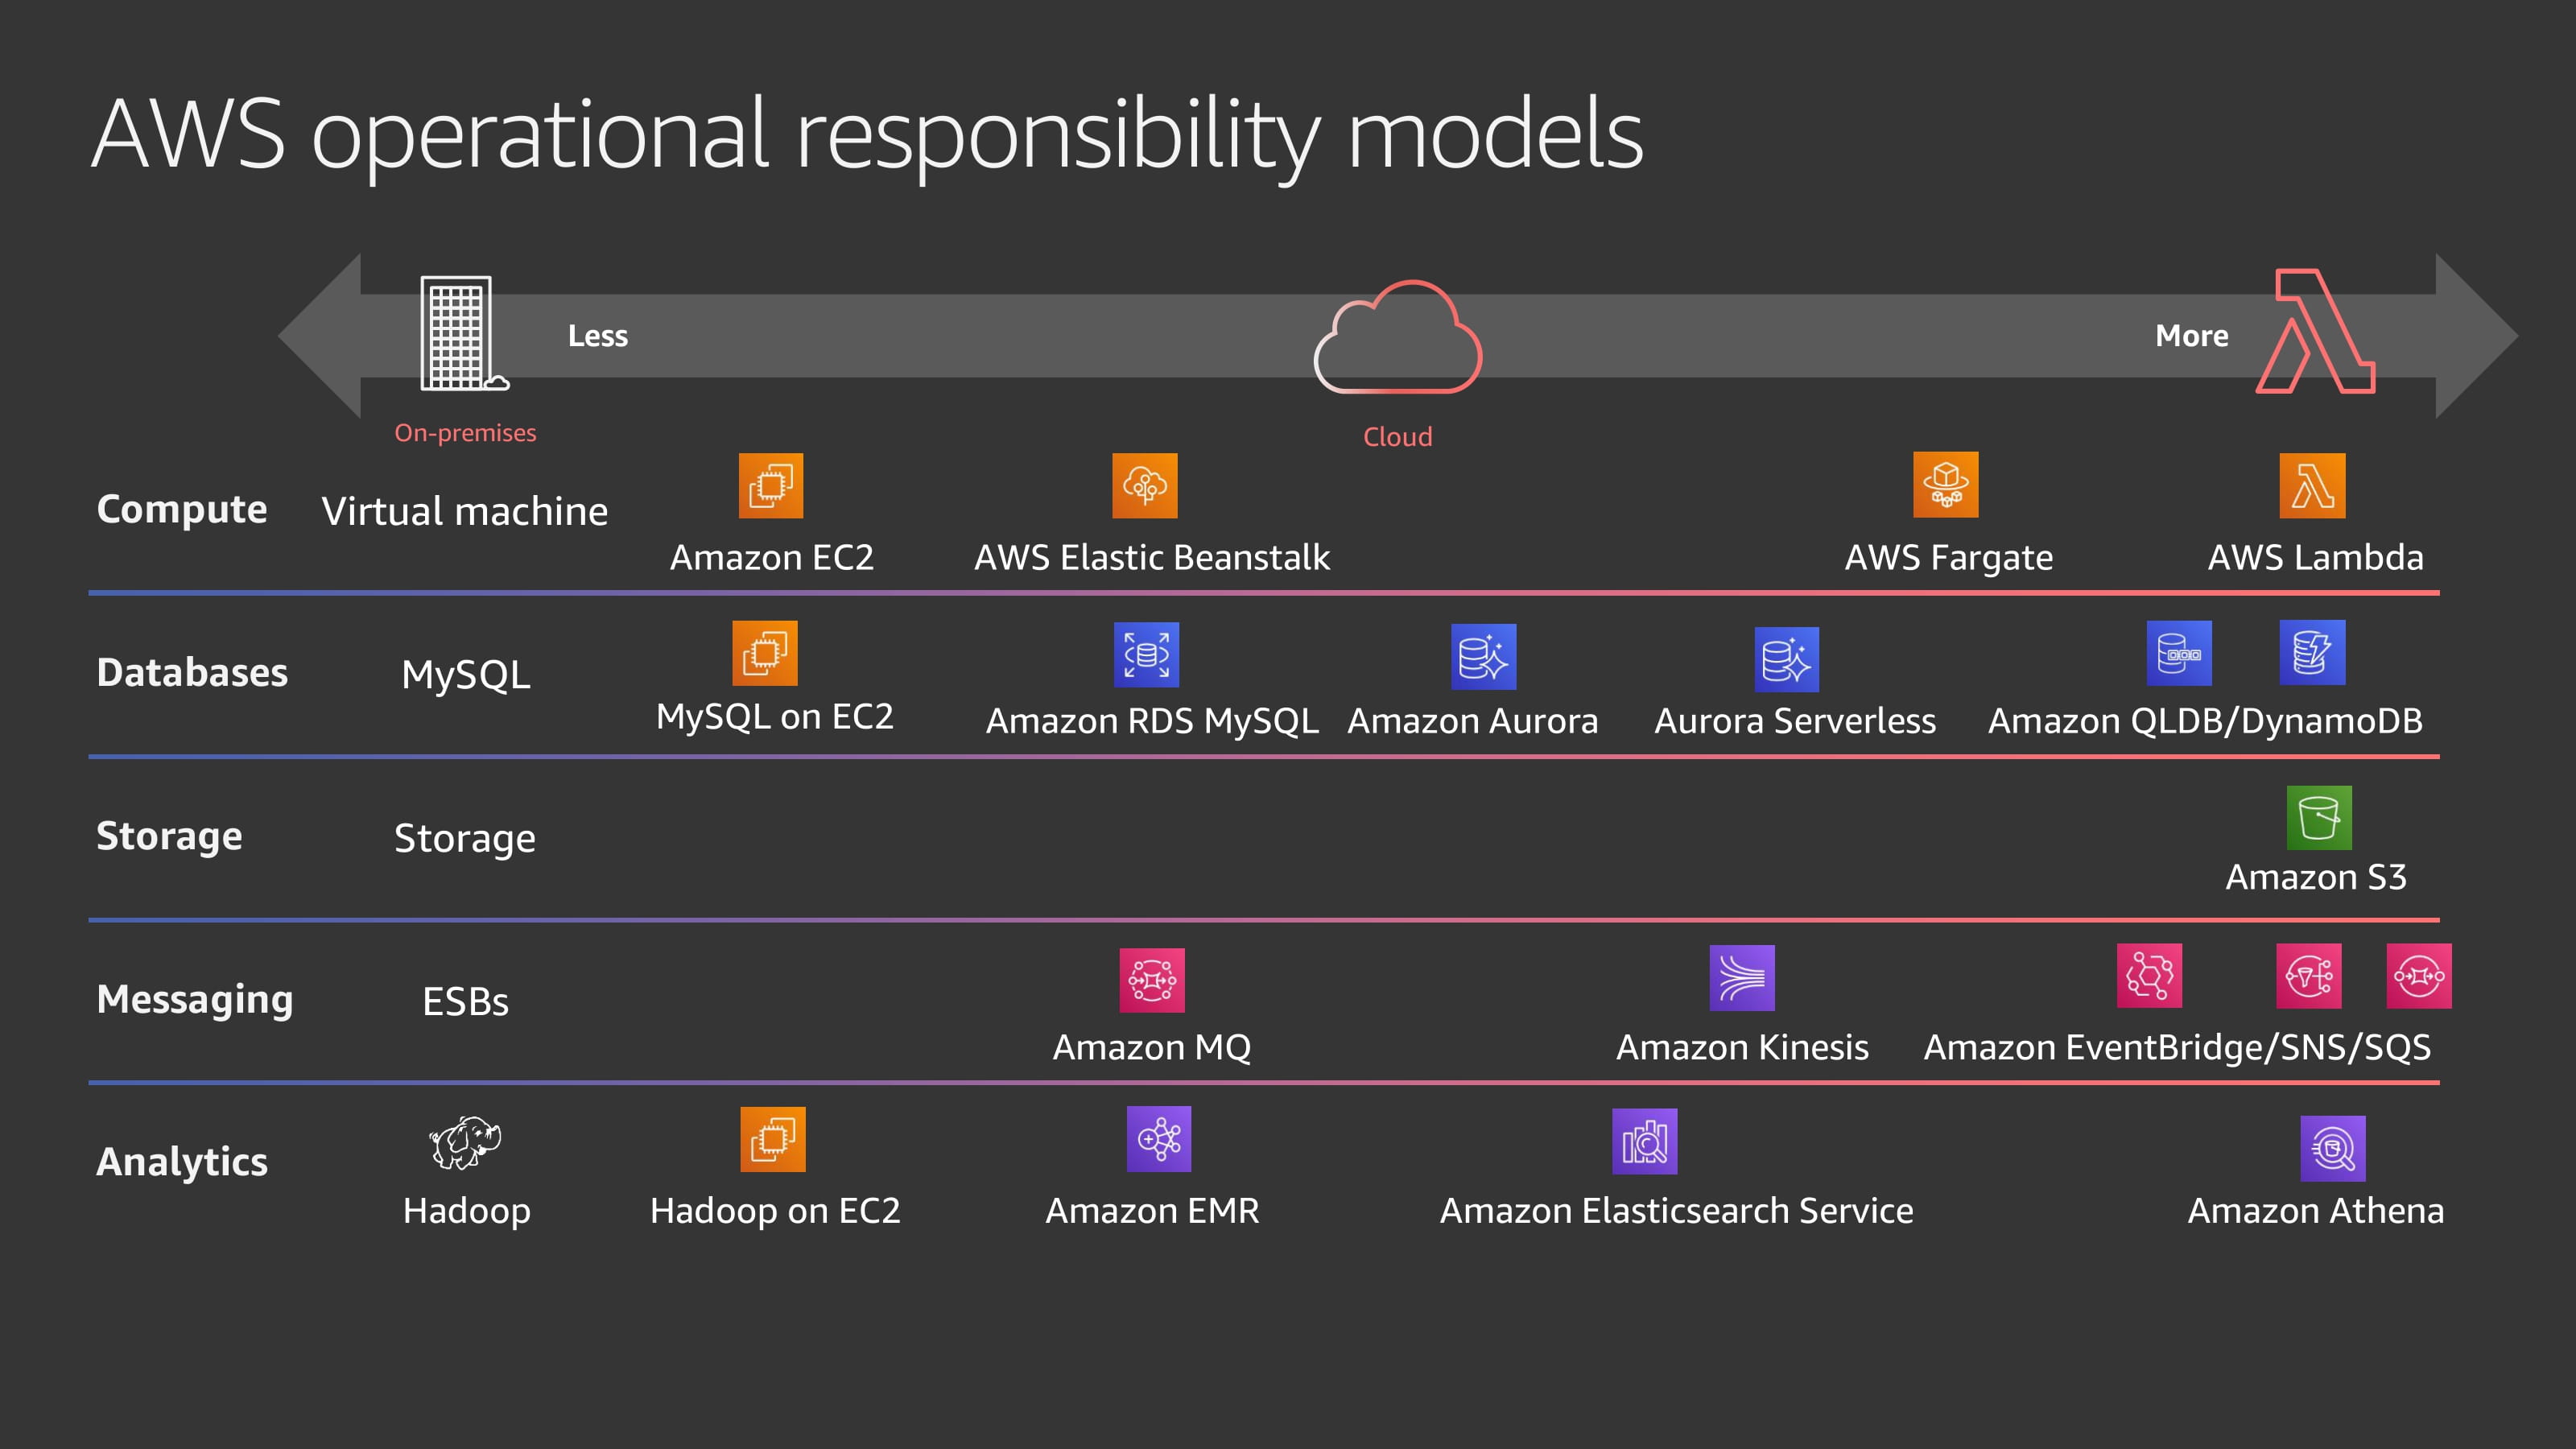 AWS operational responsibility models
Less
More
On-premises
Cloud
Compute
Virtual machine
Amazon EC2
AWS Elastic Beanstalk
AWS Fargate
AWS Lambda
Databases
MySQL
MySQL on EC2
Amazon RDS MySQL
Amazon Aurora
Aurora Serverless
Amazon QLDB/DynamoDB
Storage
Storage
Amazon S3
Messaging
ESBs
Amazon MQ
Amazon Kinesis
Amazon EventBridge/SNS/SQS
Analytics
Hadoop
Hadoop on EC2
Amazon EMR
Amazon Elasticsearch Service
Amazon Athena